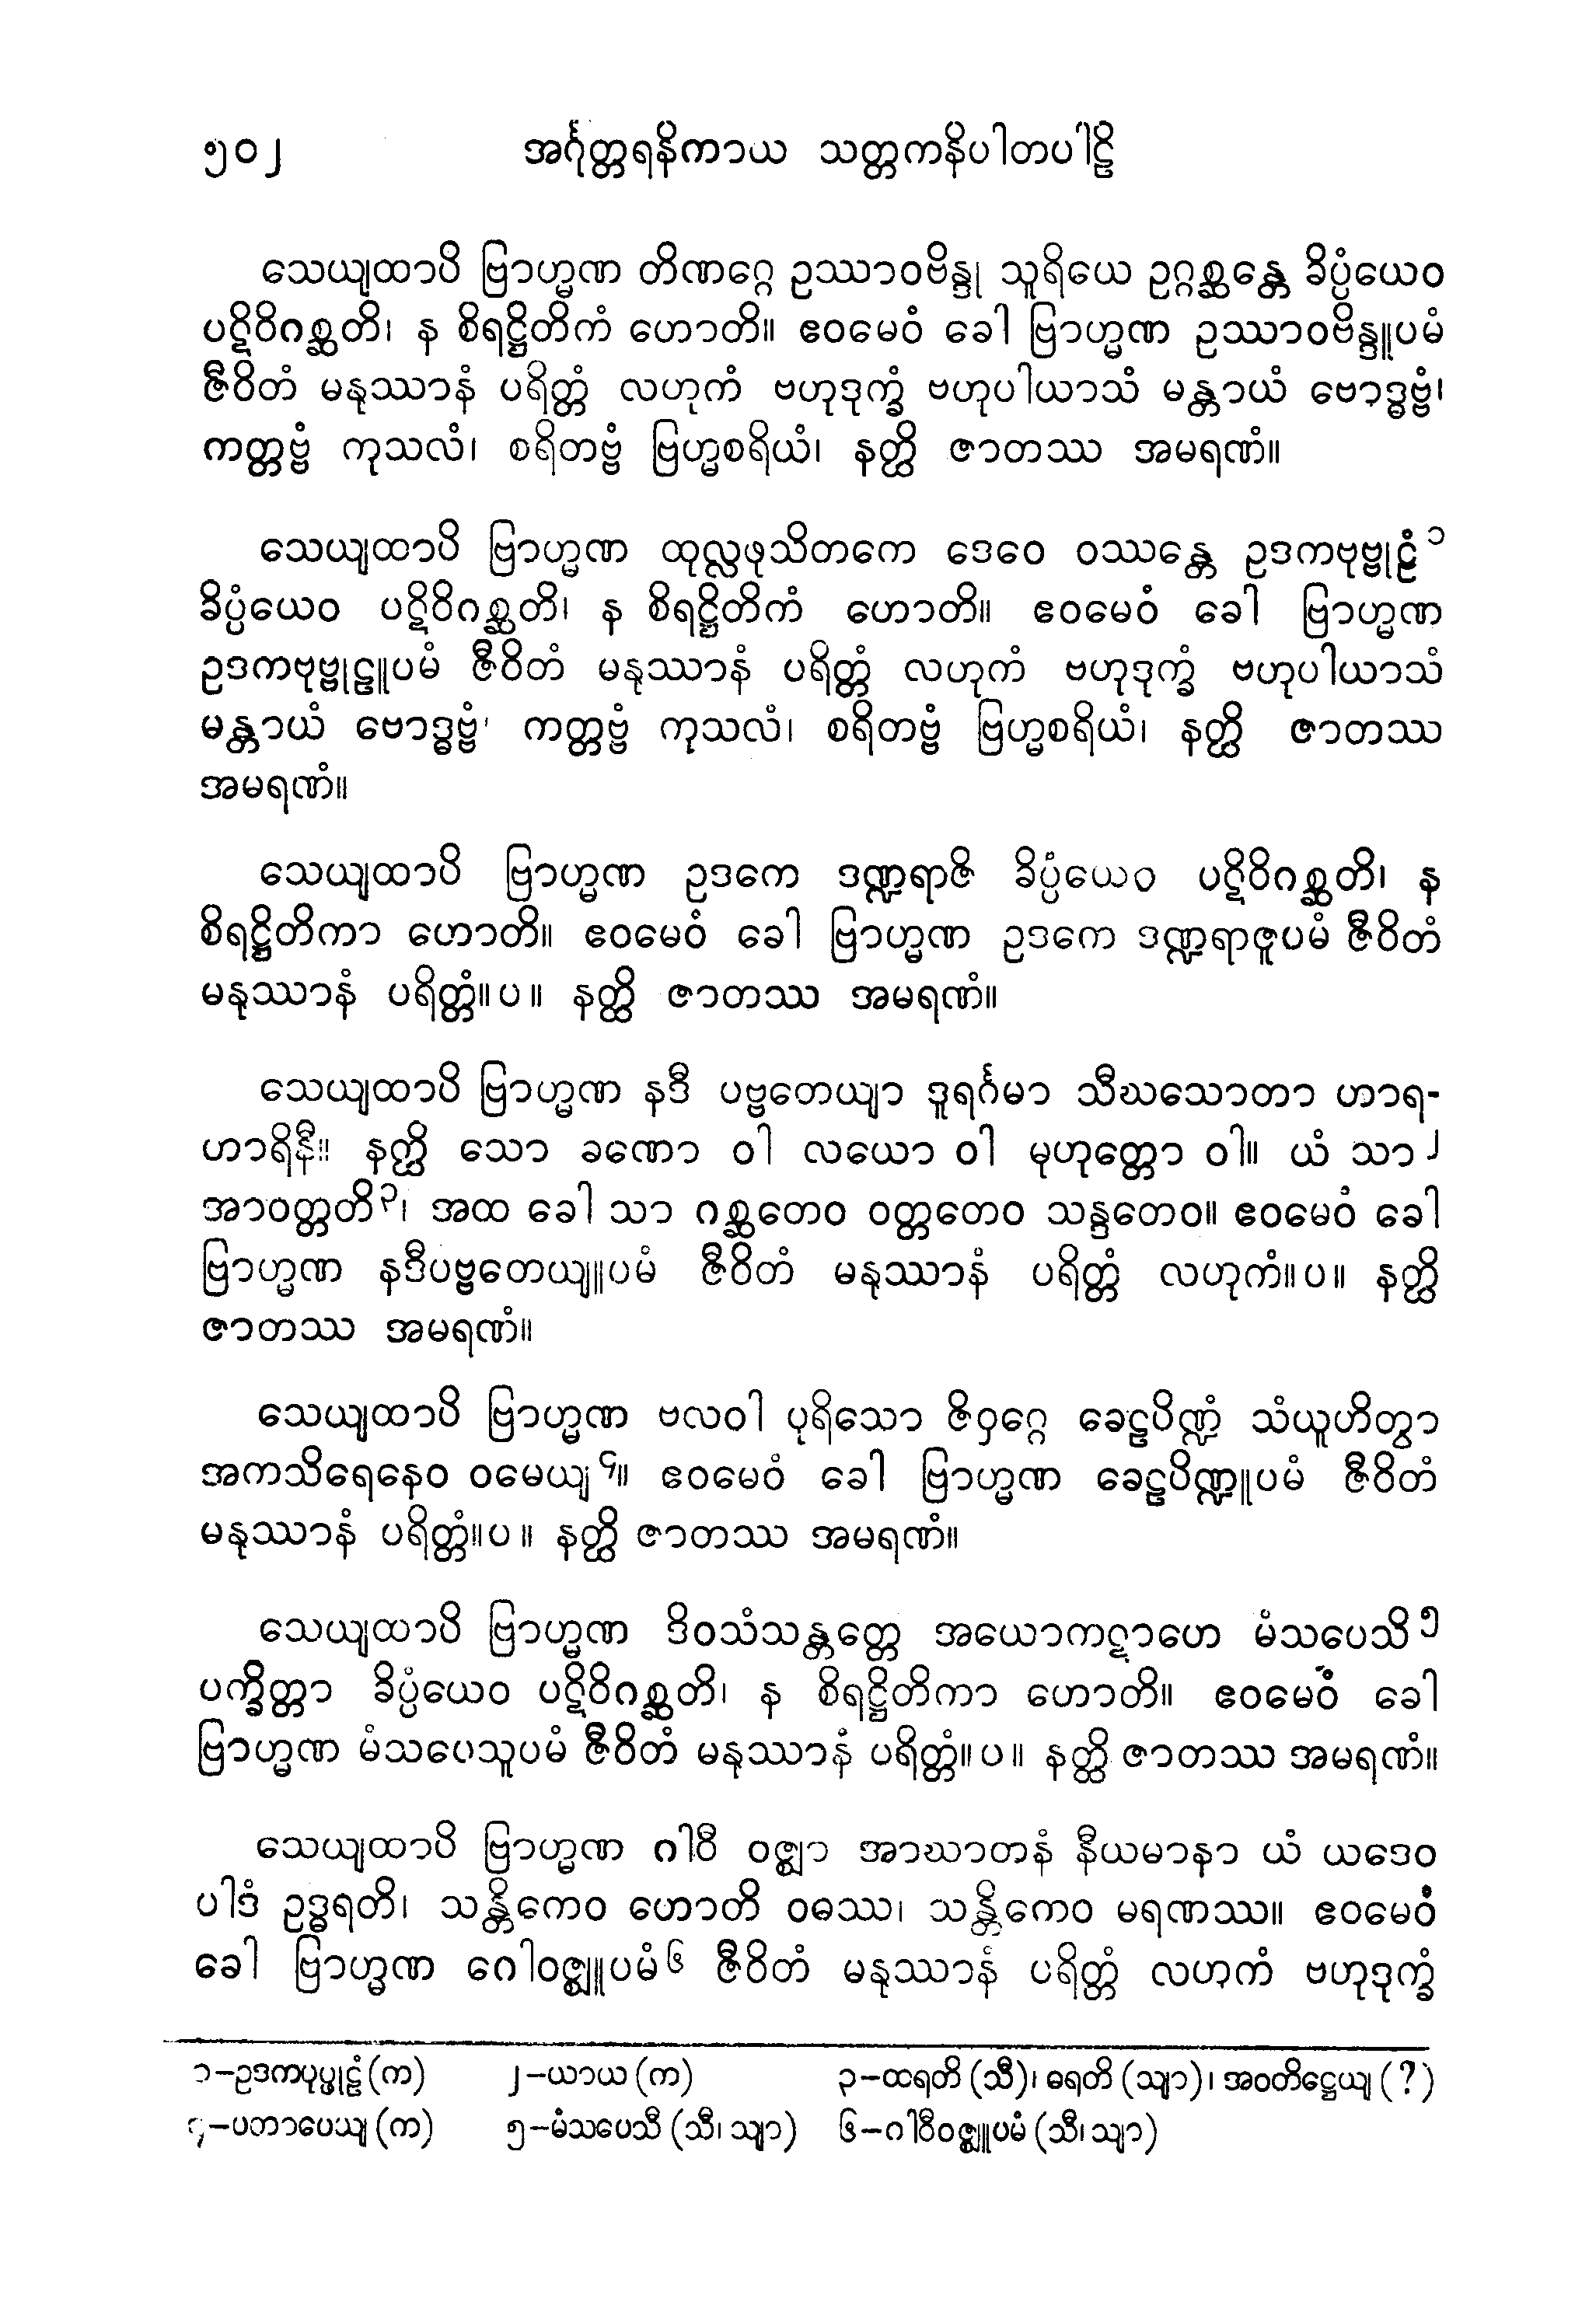 ၅၀၂ အင်္ဂုတ္တရနိကာယ သတ္တကနိပါတပါဠိ
သေယျထာပိ ဗြာဟ္မဏ တိဏဂ္ဂေ ဥဿာဝဗိန္ဒု သူရိယေ ဥဂ္ဂစ္ဆန္တေ ခိပ္ပံယေဝ
ပဋိဝိဂစ္ဆတိ၊ န စိရဋ္ဌိတိကံ ဟောတိ။ ဧဝမေဝံ ခေါ ဗြာဟ္မဏ ဥဿာဝဗိန္ဒူပမံ
ဇီဝိတံ မနုဿာနံ ပရိတ္တံ လဟုကံ ဗဟုဒုက္ခံ ဗဟုပါယာသံ မန္တာယံ ဗောဒ္ဓဗ္ဗံ၊
ကတ္တဗ္ဗံ ကုသလံ၊ စရိတဗ္ဗံ ဗြဟ္မစရိယံ၊ နတ္ထိ ဇာတဿ အမရဏံ။
သေယျထာပိ ဗြာဟ္မဏ ထုလ္လဖုသိတကေ ဒေဝေ ဝဿန္တေ ဥဒကဗုဗ္ဗုဠံ ၁
ခိပ္ပံယေဝ ပဋိဝိဂစ္ဆတိ၊ န စိရဋ္ဌိတိကံ ဟောတိ။ ဧဝမေဝံ ခေါ ဗြာဟ္မဏ
ဥဒကဗုဗ္ဗုဠူပမံ ဇီဝိတံ မနုဿာနံ ပရိတ္တံ လဟုကံ ဗဟုဒုက္ခံ ဗဟုပါယာသံ
မန္တာယံ ဗောဒ္ဓဗ္ဗံ၊ ကတ္တဗ္ဗံ ကုသလံ၊ စရိတဗ္ဗံ ဗြဟ္မစရိယံ၊ နတ္ထိ ဇာတဿ
အမရဏံ။
သေယျထာပိ ဗြာဟ္မဏ ဥဒကေ ဒဏ္ဍရာဇိ ခိပ္ပံယေဝ ပဋိဝိဂစ္ဆတိ၊ န
စိရဋ္ဌိတိကာ ဟောတိ။ ဧဝမေဝံ ခေါ ဗြာဟ္မဏ ဥဒကေ ဒဏ္ဍရာဇူပမံ ဇီဝိတံ
မနုဿာနံ ပရိတ္တံ။ပ။ နတ္ထိ ဇာတဿ အမရဏံ။
သေယျထာပိ ဗြာဟ္မဏ နဒီ ပဗ္ဗတေယျာ ဒူရင်္ဂမာ သီဃသောတာ ဟာရ-
ဟာရိနီ။ နတ္ထိ သော ခဏော ဝါ လယော ဝါ မုဟုတ္တော ဝါ။ ယံ သာ ၂
အာဝတ္တတိ ၃၊ အထ ခေါ သာ ဂစ္ဆတေဝ ဝတ္တတေဝ သန္ဒတေဝ။ ဧဝမေဝံ ခေါ
ဗြာဟ္မဏ နဒီပဗ္ဗတေယျူပမံ ဇီဝိတံ မနုဿာနံ ပရိတ္တံ လဟုကံ။ပ။ နတ္ထိ
ဇာတဿ အမရဏံ။
သေယျထာပိ ဗြာဟ္မဏ ဗလဝါ ပုရိသော ဇိဝှဂ္ဂေ ခေဠပိဏ္ဍံ သံယူဟိတွာ
အကသိရေနေဝ ဝမေယျ ၄။ ဧဝမေဝံ ခေါ ဗြာဟ္မဏ ခေဠပိဏ္ဍူပမံ ဇီဝိတံ
မနုဿာနံ ပရိတ္တံ။ပ။ နတ္ထိ ဇာတဿ အမရဏံ။
သေယျထာပိ ဗြာဟ္မဏ ဒိဝသံသန္တတ္တေ အယောကဋာဟေ မံသပေသိ ၅
ပက္ခိတ္တာ ခိပ္ပံယေဝ ပဋိဝိဂစ္ဆတိ၊ န စိရဋ္ဌိတိကာ ဟောတိ။ ဧဝမေဝံ ခေါ
ဗြာဟ္မဏ မံသပေသူပမံ ဇီဝိတံ မနုဿာနံ ပရိတ္တံ။ပ။ နတ္ထိ ဇာတဿ အမရဏံ။
သေယျထာပိ ဗြာဟ္မဏ ဂါဝီ ဝဇ္ဈာ အာဃာတနံ နီယမာနာ ယံ ယဒေဝ
ပါဒံ ဥဒ္ဓရတိ၊ သန္တိကေဝ ဟောတိ ဝဓဿ၊ သန္တိကေဝ မရဏဿ။ ဧဝမေဝံ
ခေါ ဗြာဟ္မဏ ဂေါဝဇ္ဈူပမံ ၆ ဇီဝိတံ မနုဿာနံ ပရိတ္တံ လဟုကံ ဗဟုဒုက္ခံ
၁-ဥဒကပုပ္ဖုဠံ (က) ၂-ယာယ (က) ၃-ထရတိ (သီ)၊ ဓရတိ (သျာ)၊ အဝတိဋ္ဌေယျ (?)
၄-ပတာပေယျ (က) ၅-မံသပေသီ (သီ၊ သျာ) ၆-ဂါဝီဝဇ္ဈူပမံ (သီ၊ သျာ)